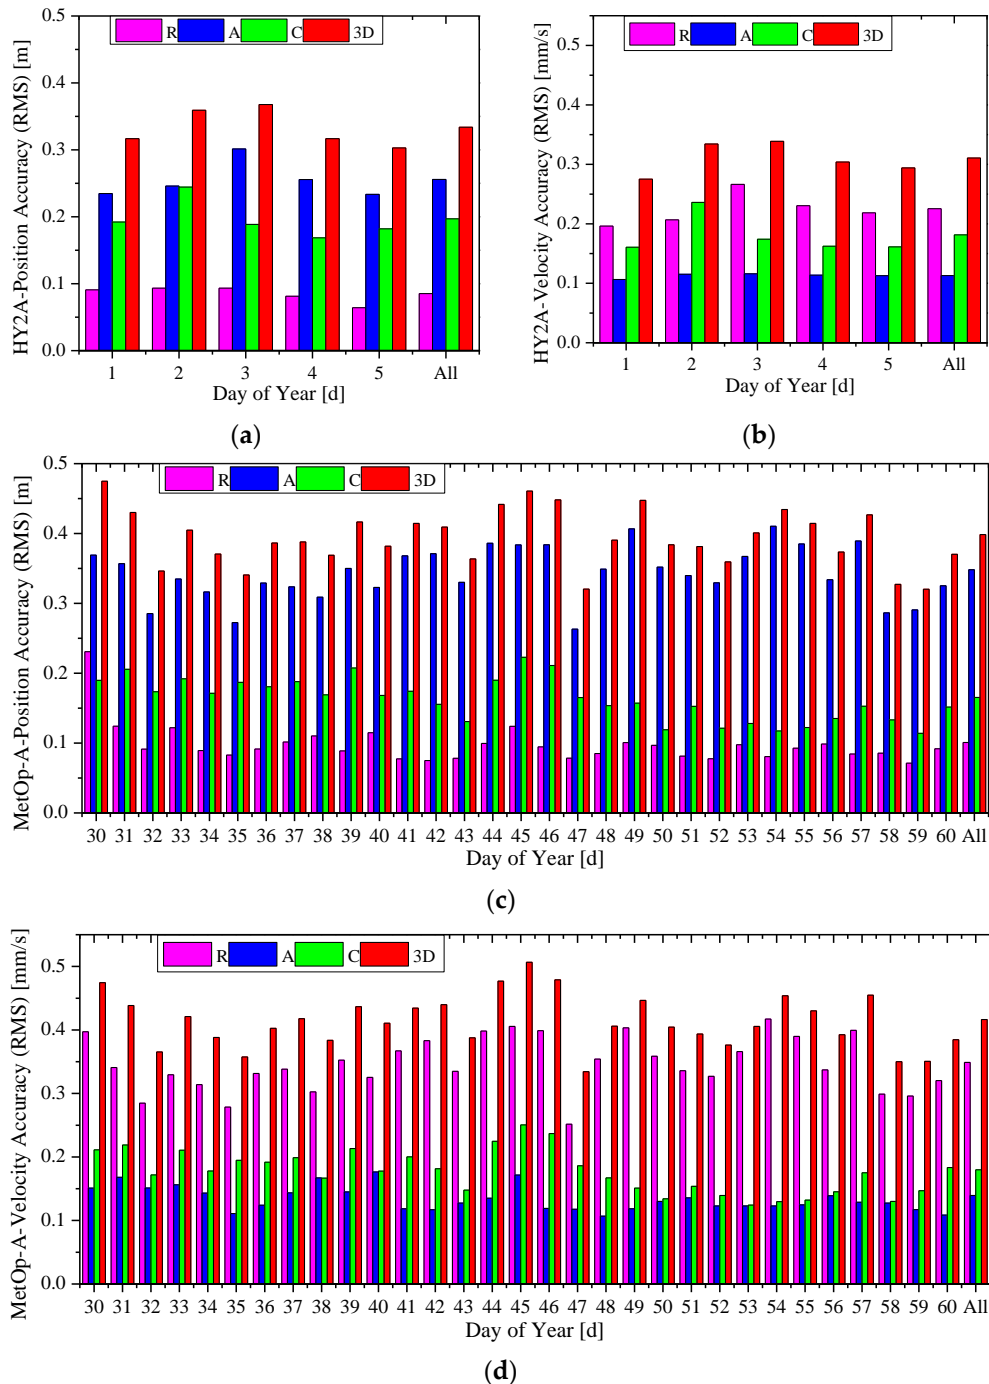 HY2A-Position Accuracy (RMS) [m]
R A C 3D
0.5
0.4
0.3
0.2
0.1
0.0
1 2 3 4 5 All
Day of Year [d]
(a)
HY2A-Velocity Accuracy (RMS) [mm/s]
R A C 3D
0.5
0.4
0.3
0.2
0.1
0.0
1 2 3 4 5 All
Day of Year [d]
(b)
MetOp-A-Position Accuracy (RMS) [m]
R A C 3D
0.5
0.4
0.3
0.2
0.1
0.0
30 31 32 33 34 35 36 37 38 39 40 41 42 43 44 45 46 47 48 49 50 51 52 53 54 55 56 57 58 59 60 All
Day of Year [d]
(c)
MetOp-A-Velocity Accuracy (RMS) [mm/s]
R A C 3D
0.5
0.4
0.3
0.2
0.1
0.0
30 31 32 33 34 35 36 37 38 39 40 41 42 43 44 45 46 47 48 49 50 51 52 53 54 55 56 57 58 59 60 All
Day of Year [d]
(d)